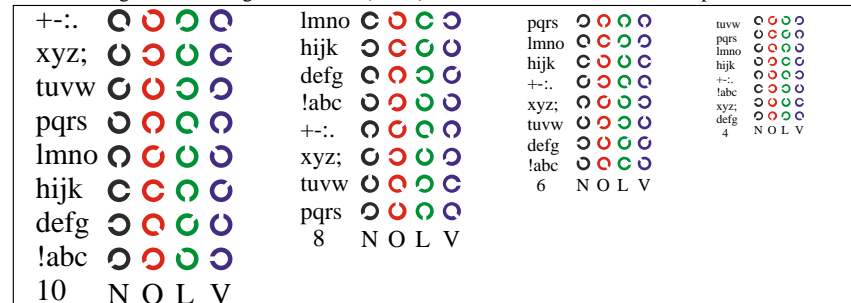 +-:.
xyz;
tuvw
pqrs
lmno
hijk
defg
!abc
10 N O L V
lmno
hijk
defg
!abc
+-:.
xyz;
tuvw
pqrs
8 N O L V
pqrs
lmno
hijk
+-:.
xyz;
tuvw
defg
!abc
6 N O L V
tuvw
pqrs
lmno
hijk
+-:.
!abc
xyz;
defg
4 N O L V